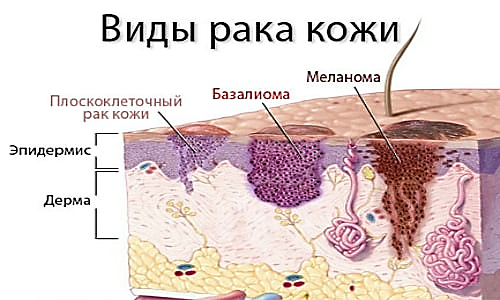 Виды рака кожи
Меланома
Базалиома
Плоскоклеточный
рак кожи
Эпидермис
Дерма